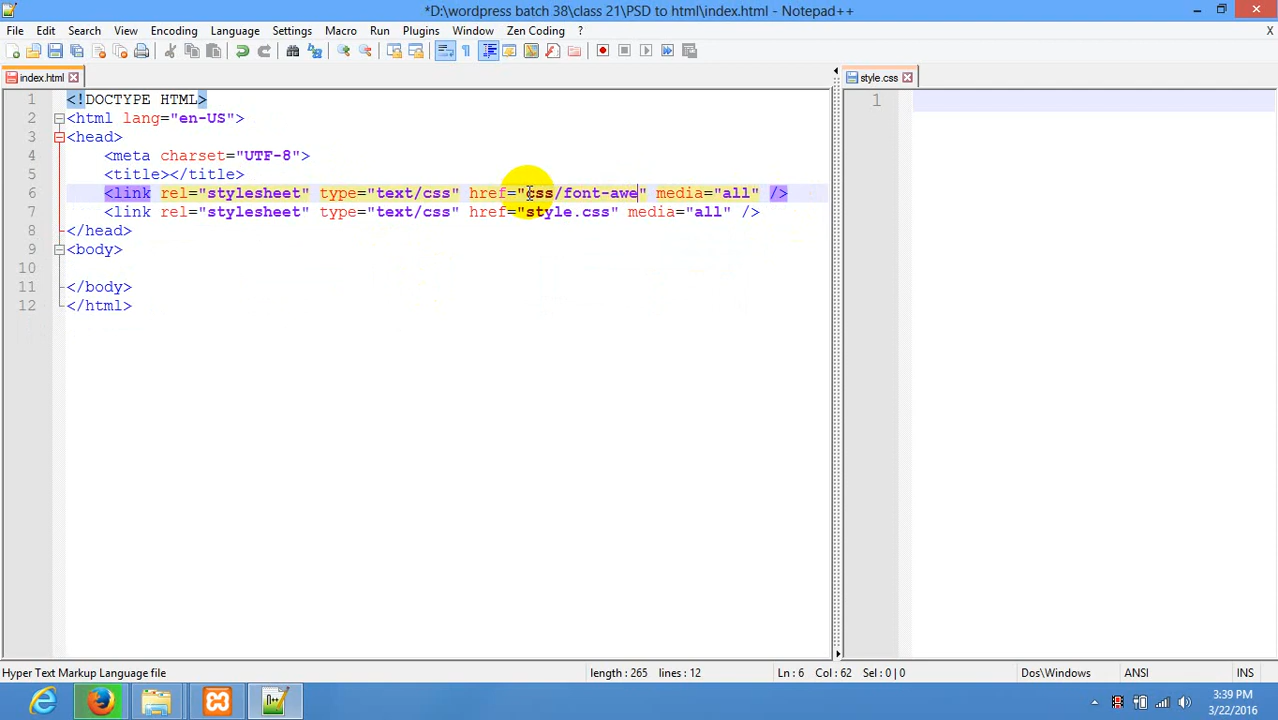 *D:\wordpress batch 38\class 21\PSD to html\index.html - Notepad++
File Edit Search View Encoding Language Settings Macro Run Plugins Window Zen Coding ? X
index.html
style.css
1 <!DOCTYPE HTML>
2 <html lang="en-US">
3 <head>
4 <meta charset="UTF-8">
5 <title></title>
6 <link rel="stylesheet" type="text/css" href="css/font-awe" media="all" />
7 <link rel="stylesheet" type="text/css" href="style.css" media="all" />
8 </head>
9 <body>
10
11 </body>
12 </html>
1
Hyper Text Markup Language file length : 265 lines : 12 Ln : 6 Col : 62 Sel : 0 | 0 Dos\Windows ANSI INS
3:39 PM
3/22/2016